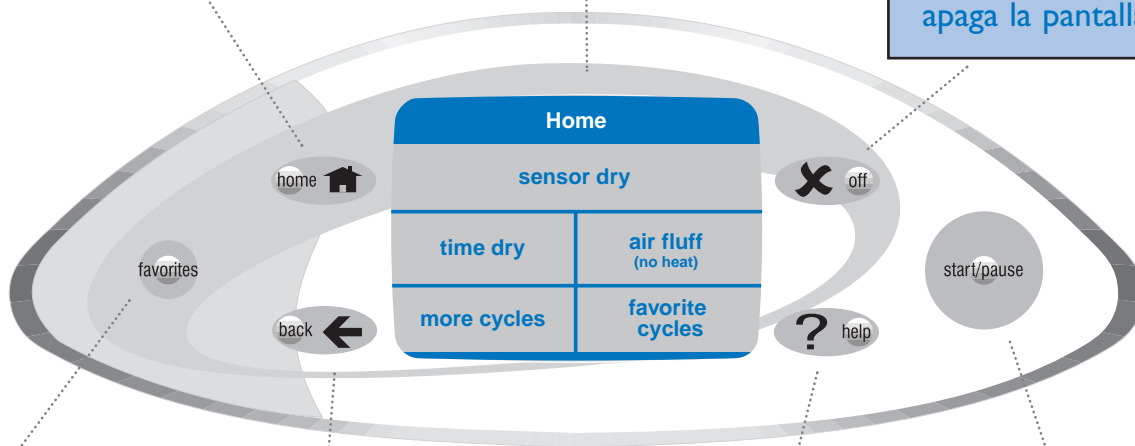 apaga la pantalla
Home
home
sensor dry
off
favorites
time dry
air fluff
(no heat)
start/pause
back
more cycles
favorite
cycles
? help